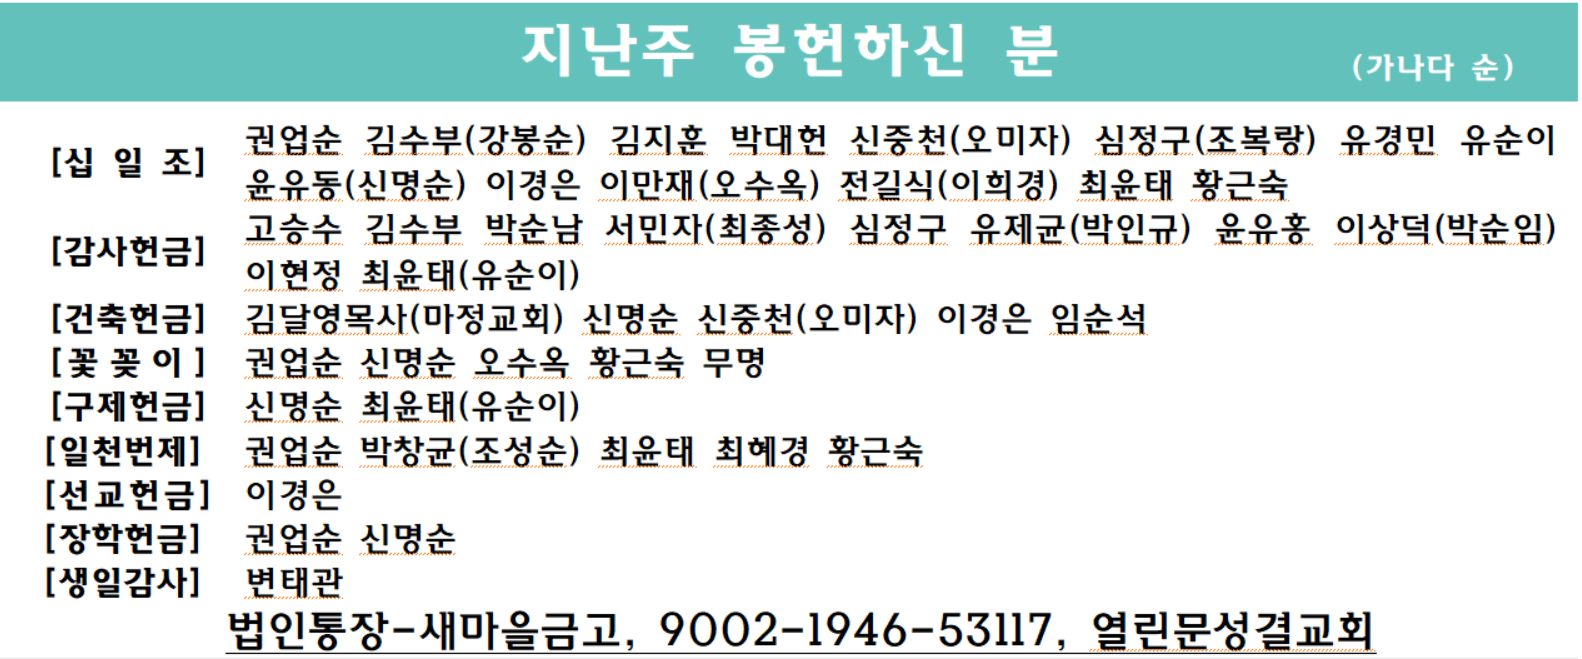 지난주 봉헌하신 분 (가나다 순)
[십 일 조] 권업순 김수부(강봉순) 김지훈 박대헌 신중천(오미자) 심정구(조복랑) 유경민 유순이
윤유동(신명순) 이경은 이만재(오수옥) 전길식(이희경) 최윤태 황근숙
[감사헌금] 고승수 김수부 박순남 서민자(최종성) 심정구 유제균(박인규) 윤유홍 이상덕(박순임)
이현정 최윤태(유순이)
[건축헌금] 김달영목사(마정교회) 신명순 신중천(오미자) 이경은 임순석
[꽃 꽂 이] 권업순 신명순 오수옥 황근숙 무명
[구제헌금] 신명순 최윤태(유순이)
[일천번제] 권업순 박창균(조성순) 최윤태 최혜경 황근숙
[선교헌금] 이경은
[장학헌금] 권업순 신명순
[생일감사] 변태관
법인통장-새마을금고, 9002-1946-53117, 열린문성결교회